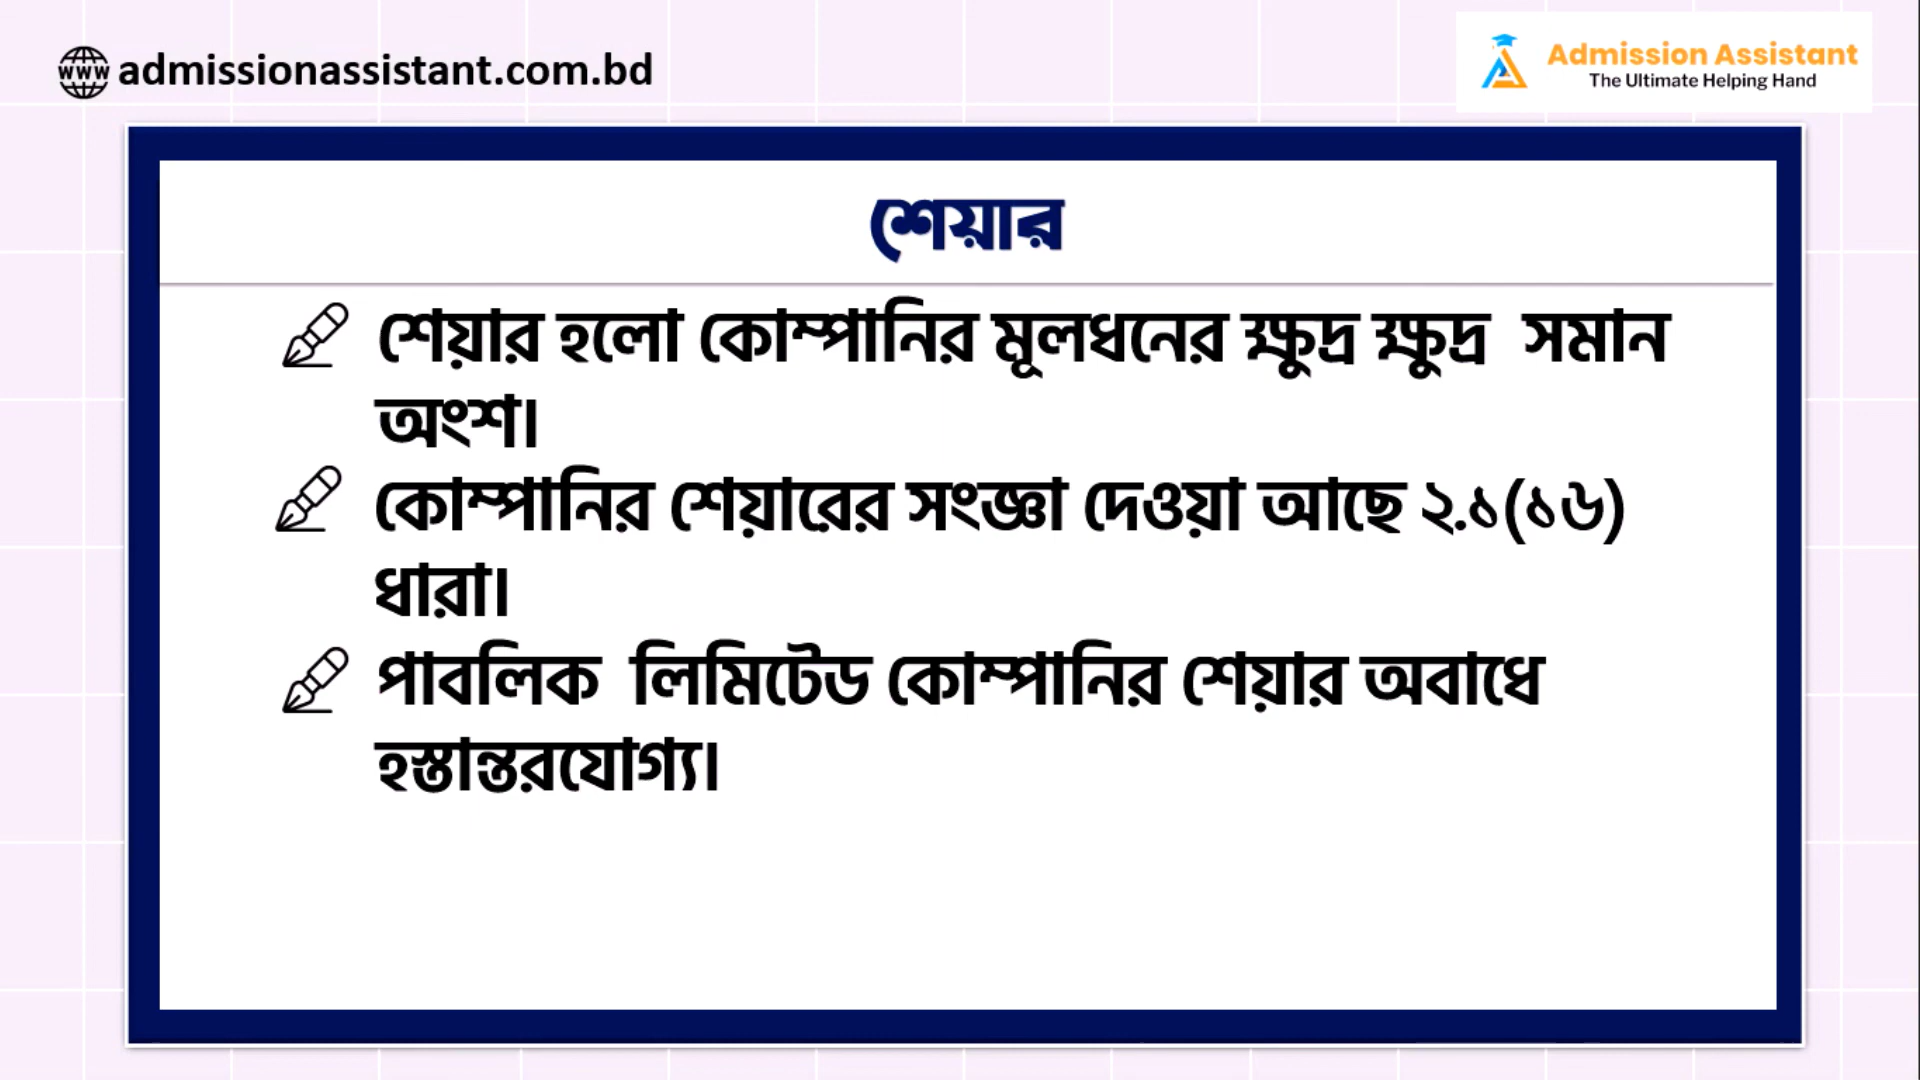 www admissionassistant.com.bd
Admission Assistant
The Ultimate Helping Hand
শেয়ার
শেয়ার হলো কোম্পানির মূলধনের ক্ষুদ্র ক্ষুদ্র সমান
অংশ।
কোম্পানির শেয়ারের সংজ্ঞা দেওয়া আছে ২.১(১৬)
ধারা।
পাবলিক লিমিটেড কোম্পানির শেয়ার অবাধে
হস্তান্তরযোগ্য।